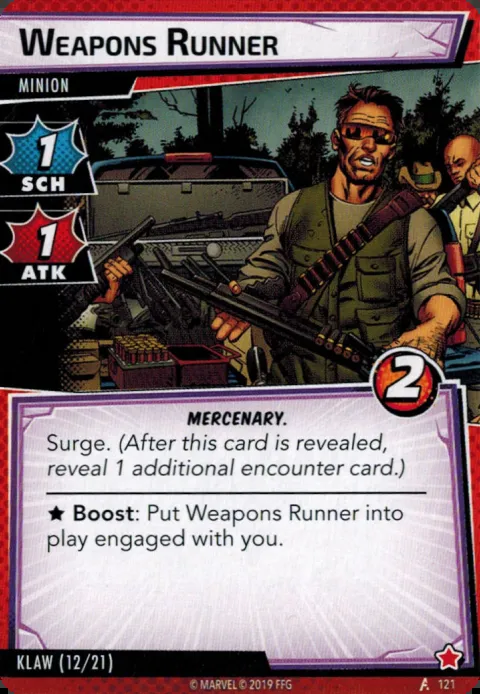 WEAPONS RUNNER
MINION
1
SCH
1
ATK
2
MERCENARY.
Surge. (After this card is revealed,
reveal 1 additional encounter card.)
★ Boost: Put Weapons Runner into
play engaged with you.
KLAW (12/21)
© MARVEL © 2019 FFG
121